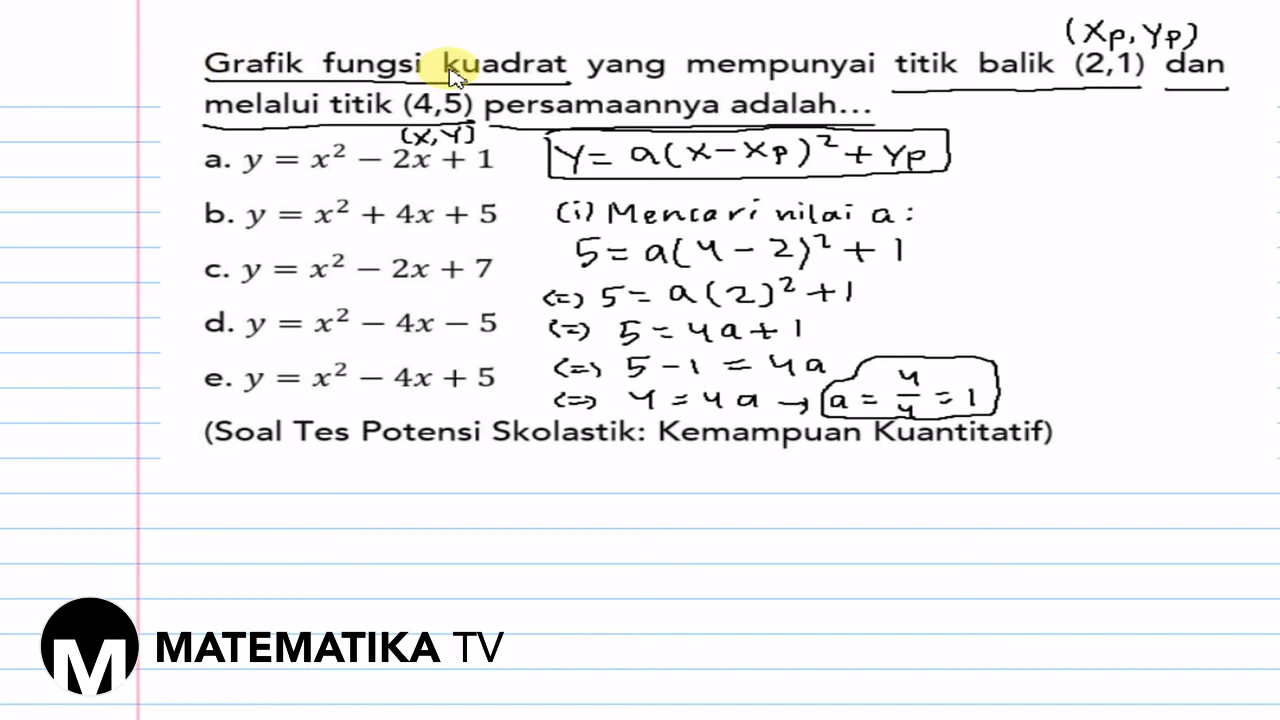 (Xp, Yp)
Grafik fungsi kuadrat yang mempunyai titik balik (2,1) dan
melalui titik (4,5) persamaannya adalah...
(X, Y)
a. y = x² − 2x + 1
Y = a(X − Xp)² + Yp
b. y = x² + 4x + 5
(i) Mencari nilai a :
5 = a(4 − 2)² + 1
c. y = x² − 2x + 7
(=) 5 = a(2)² + 1
d. y = x² − 4x − 5
(=) 5 = 4a + 1
(=) 5 − 1 = 4a
e. y = x² − 4x + 5
(=) 4 = 4a → a = 4/4 = 1
(Soal Tes Potensi Skolastik: Kemampuan Kuantitatif)
M MATEMATIKA TV